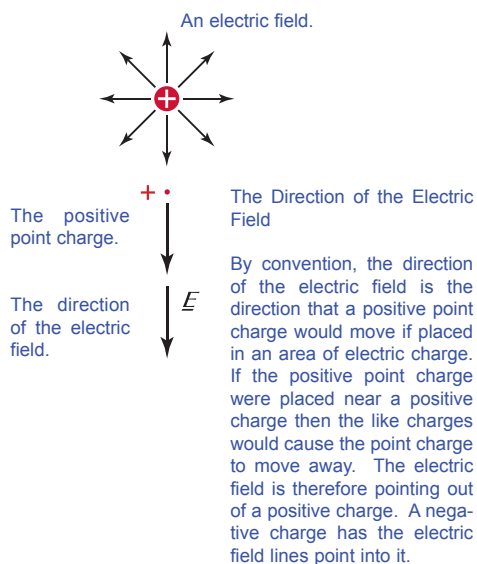 An electric field.
+
+
The positive
point charge.
The direction
of the electric
field.
E
The Direction of the Electric
Field
By convention, the direction
of the electric field is the
direction that a positive point
charge would move if placed
in an area of electric charge.
If the positive point charge
were placed near a positive
charge then the like charges
would cause the point charge
to move away. The electric
field is therefore pointing out
of a positive charge. A nega-
tive charge has the electric
field lines point into it.